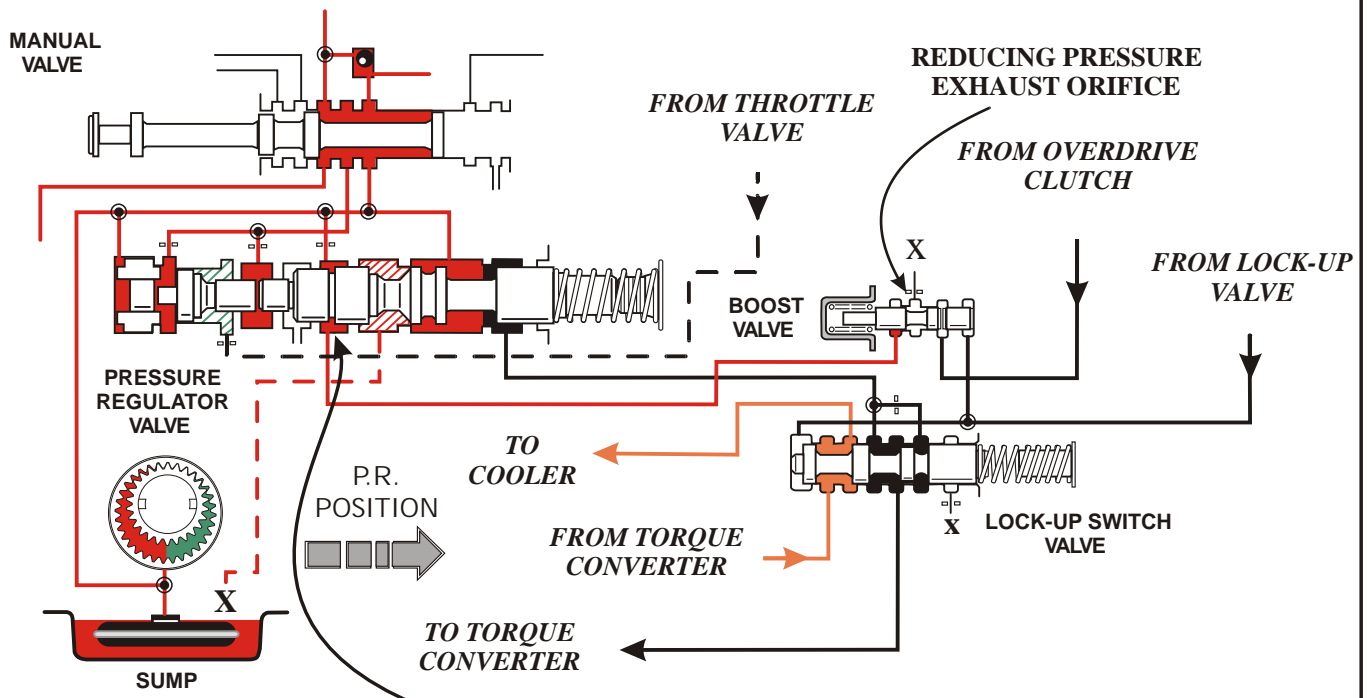 MANUAL
VALVE
REDUCING PRESSURE
EXHAUST ORIFICE
FROM THROTTLE
VALVE
FROM OVERDRIVE
CLUTCH
X
FROM LOCK-UP
VALVE
BOOST
VALVE
PRESSURE
REGULATOR
VALVE
TO
COOLER
P.R.
POSITION
FROM TORQUE
CONVERTER
x
LOCK-UP SWITCH
VALVE
X
TO TORQUE
CONVERTER
SUMP